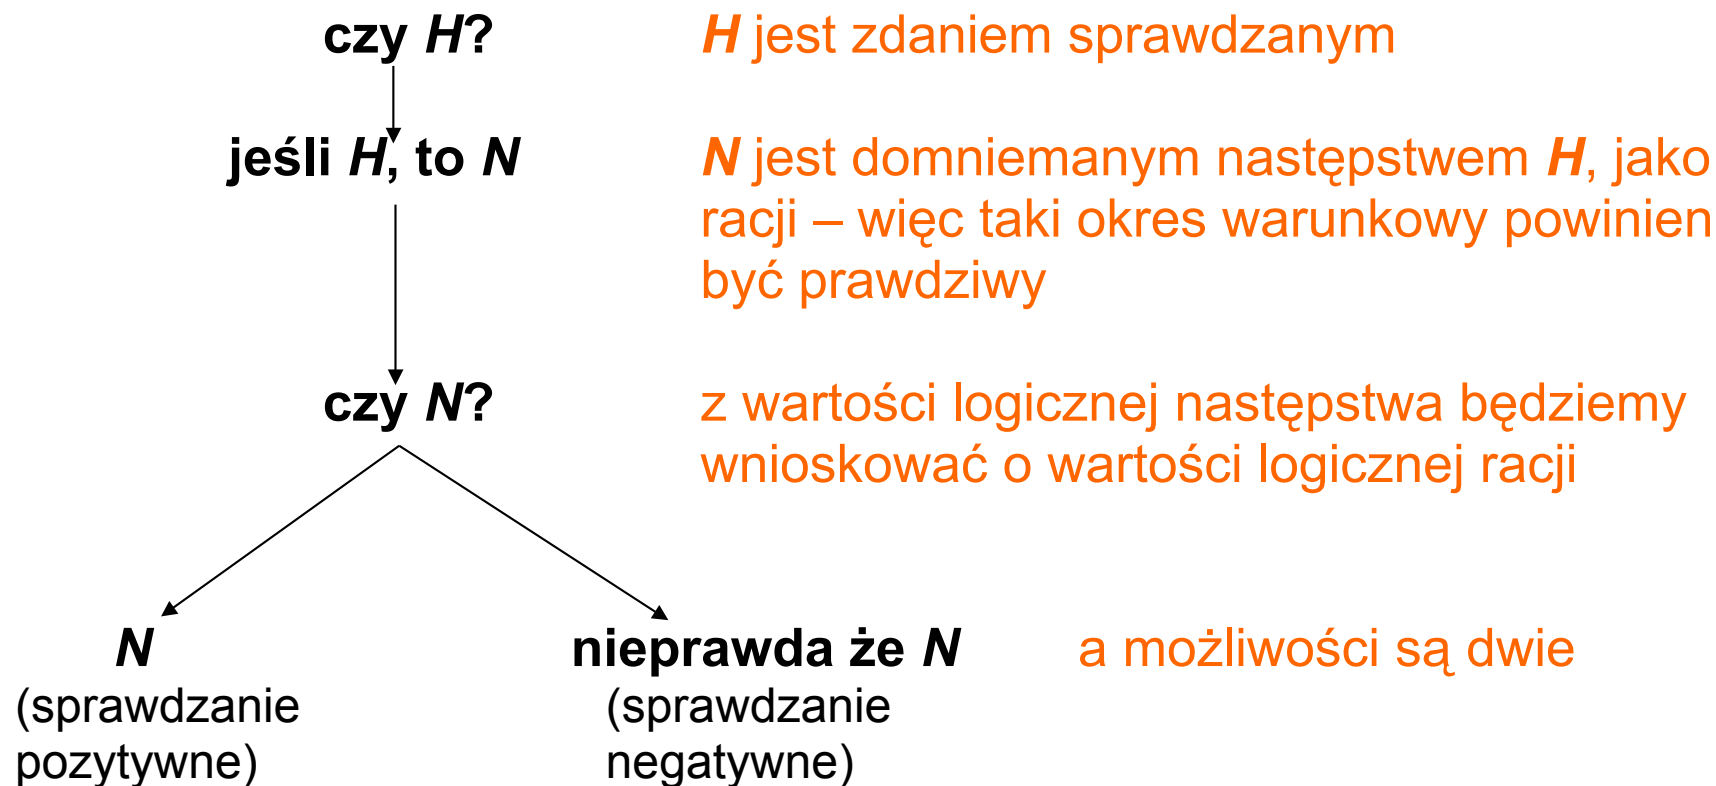 czy H? H jest zdaniem sprawdzanym
jeśli H, to N N jest domniemanym następstwem H, jako
racji – więc taki okres warunkowy powinien
być prawdziwy
czy N? z wartości logicznej następstwa będziemy
wnioskować o wartości logicznej racji
N nieprawda że N a możliwości są dwie
(sprawdzanie (sprawdzanie
pozytywne) negatywne)